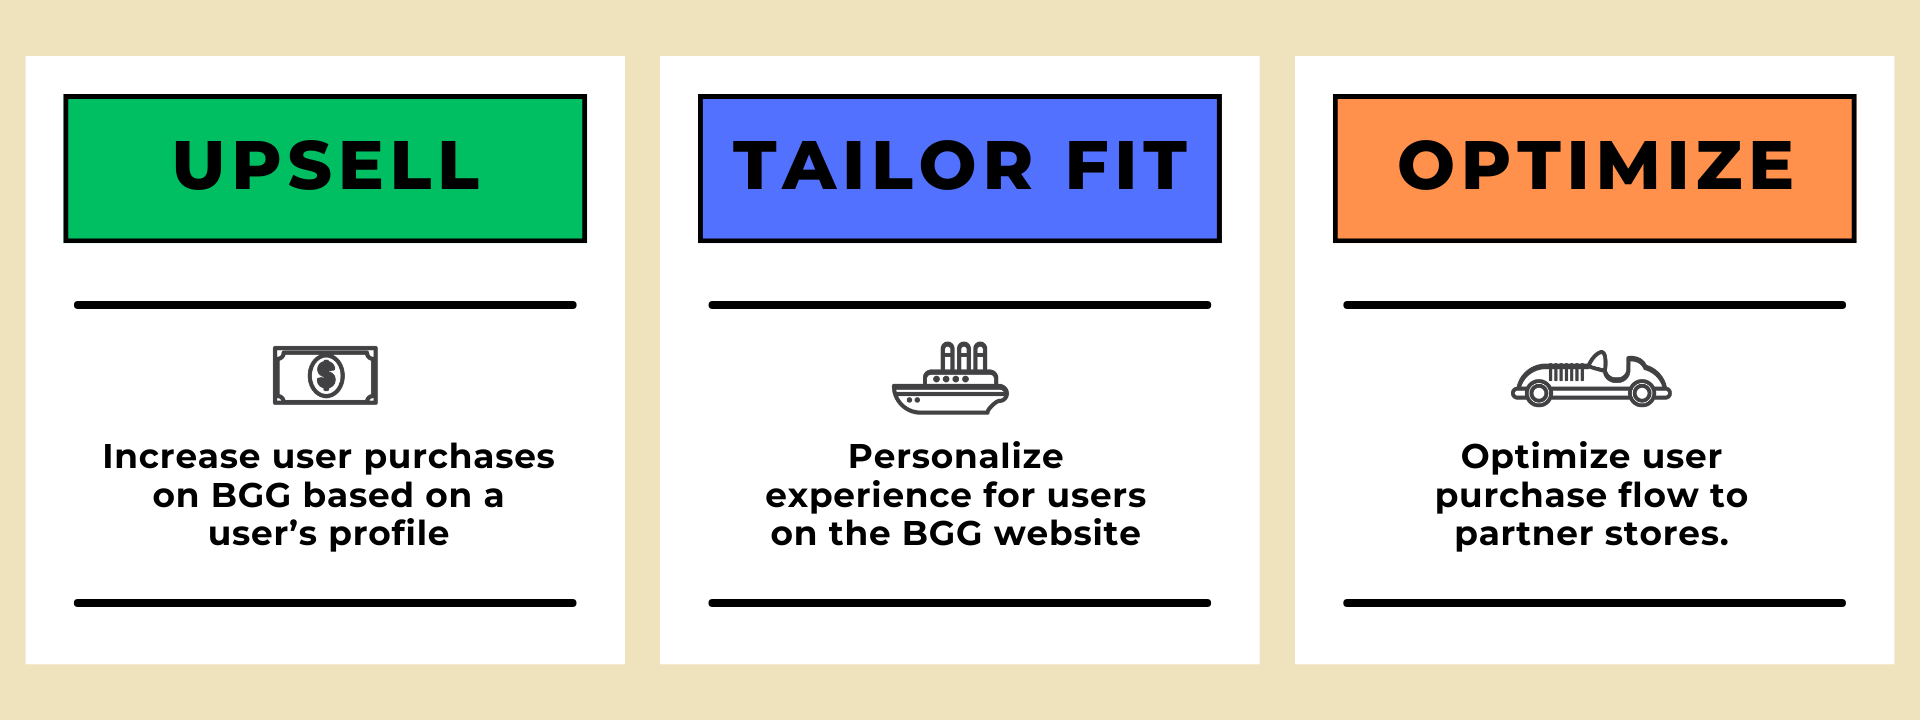 UPSELL
Increase user purchases
on BGG based on a
user’s profile
TAILOR FIT
Personalize
experience for users
on the BGG website
OPTIMIZE
Optimize user
purchase flow to
partner stores.